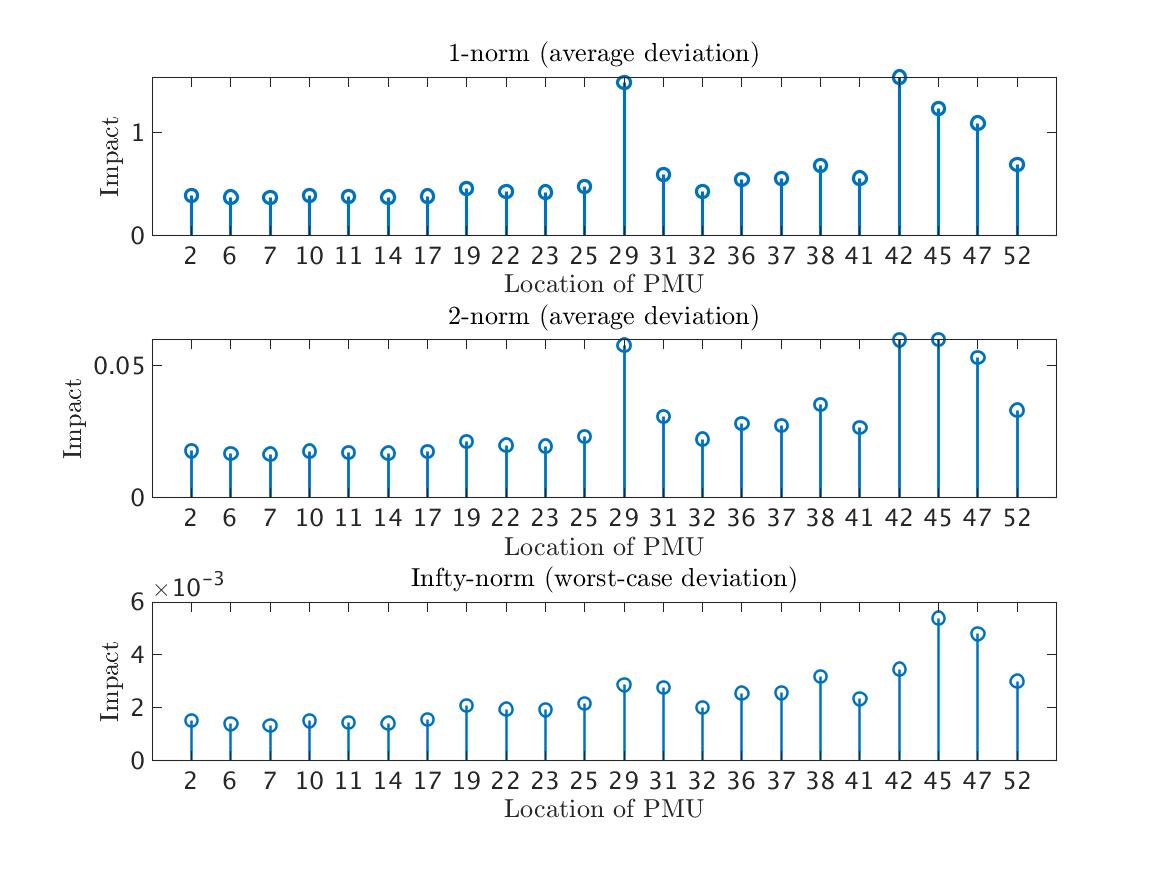 1-norm (average deviation)
Impact
1
0
2 6 7 10 11 14 17 19 22 23 25 29 31 32 36 37 38 41 42 45 47 52
Location of PMU
2-norm (average deviation)
Impact
0.05
0
2 6 7 10 11 14 17 19 22 23 25 29 31 32 36 37 38 41 42 45 47 52
Location of PMU
Infty-norm (worst-case deviation)
×10⁻³
Impact
6
4
2
0
2 6 7 10 11 14 17 19 22 23 25 29 31 32 36 37 38 41 42 45 47 52
Location of PMU